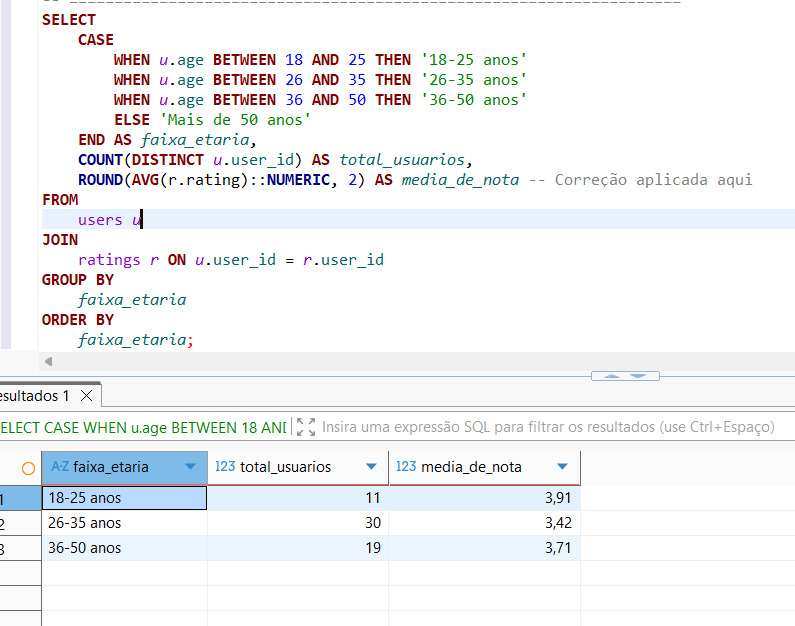 SELECT
CASE
WHEN u.age BETWEEN 18 AND 25 THEN '18-25 anos'
WHEN u.age BETWEEN 26 AND 35 THEN '26-35 anos'
WHEN u.age BETWEEN 36 AND 50 THEN '36-50 anos'
ELSE 'Mais de 50 anos'
END AS faixa_etaria,
COUNT(DISTINCT u.user_id) AS total_usuarios,
ROUND(AVG(r.rating)::NUMERIC, 2) AS media_de_nota -- Correção aplicada aqui
FROM
users u
JOIN
ratings r ON u.user_id = r.user_id
GROUP BY
faixa_etaria
ORDER BY
faixa_etaria;
esultados 1
ELECT CASE WHEN u.age BETWEEN 18 ANI Insira uma expressão SQL para filtrar os resultados (use Ctrl+Espaço)
A-Z faixa_etaria 123 total_usuarios 123 media_de_nota
1 18-25 anos 11 3,91
2 26-35 anos 30 3,42
3 36-50 anos 19 3,71